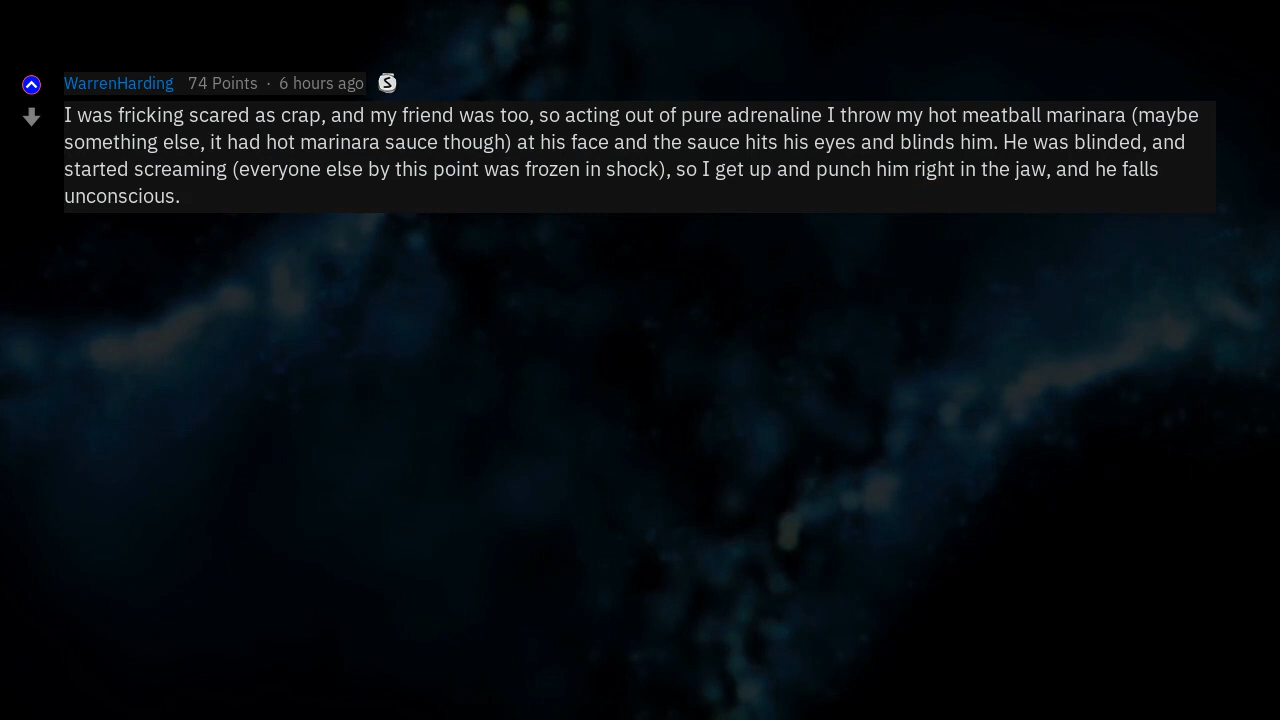 WarrenHarding 74 Points · 6 hours ago S
I was fricking scared as crap, and my friend was too, so acting out of pure adrenaline I throw my hot meatball marinara (maybe
something else, it had hot marinara sauce though) at his face and the sauce hits his eyes and blinds him. He was blinded, and
started screaming (everyone else by this point was frozen in shock), so I get up and punch him right in the jaw, and he falls
unconscious.